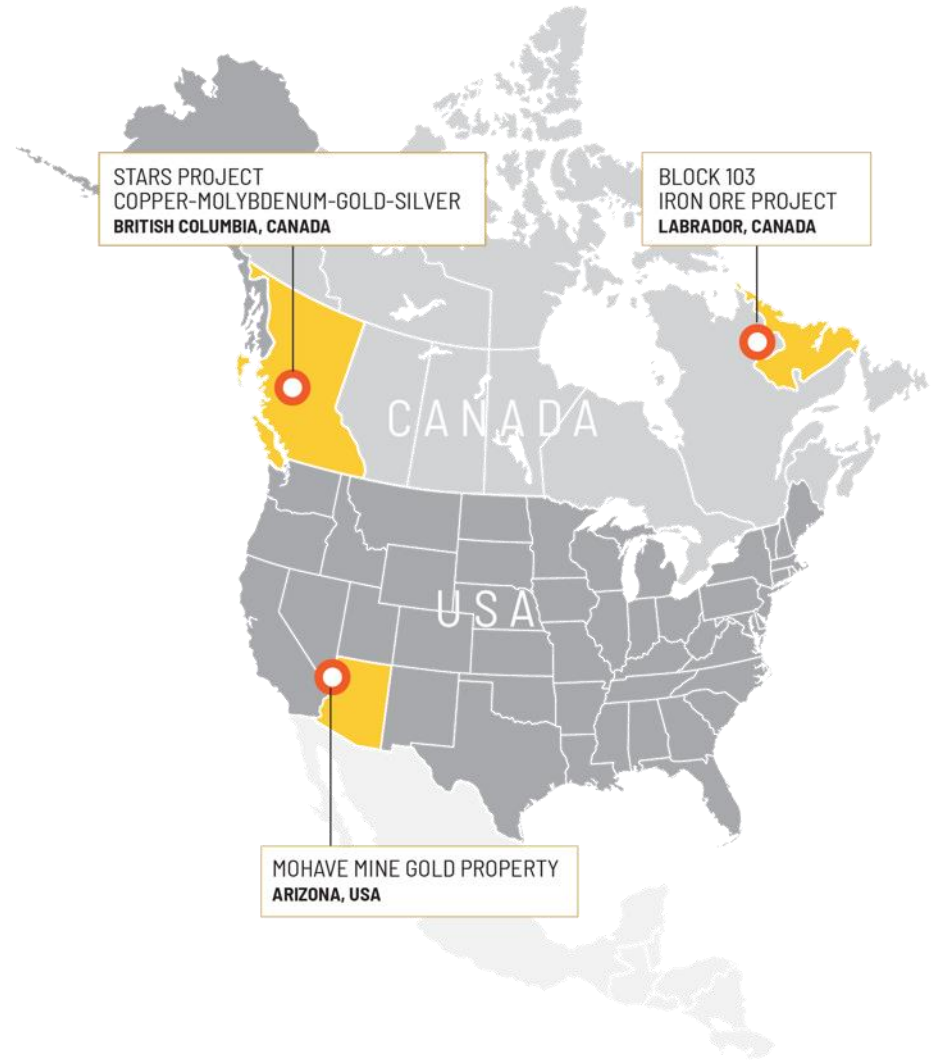 STARS PROJECT
COPPER-MOLYBDENUM-GOLD-SILVER
BRITISH COLUMBIA, CANADA
BLOCK 103
IRON ORE PROJECT
LABRADOR, CANADA
CANADA
USA
MOHAVE MINE GOLD PROPERTY
ARIZONA, USA